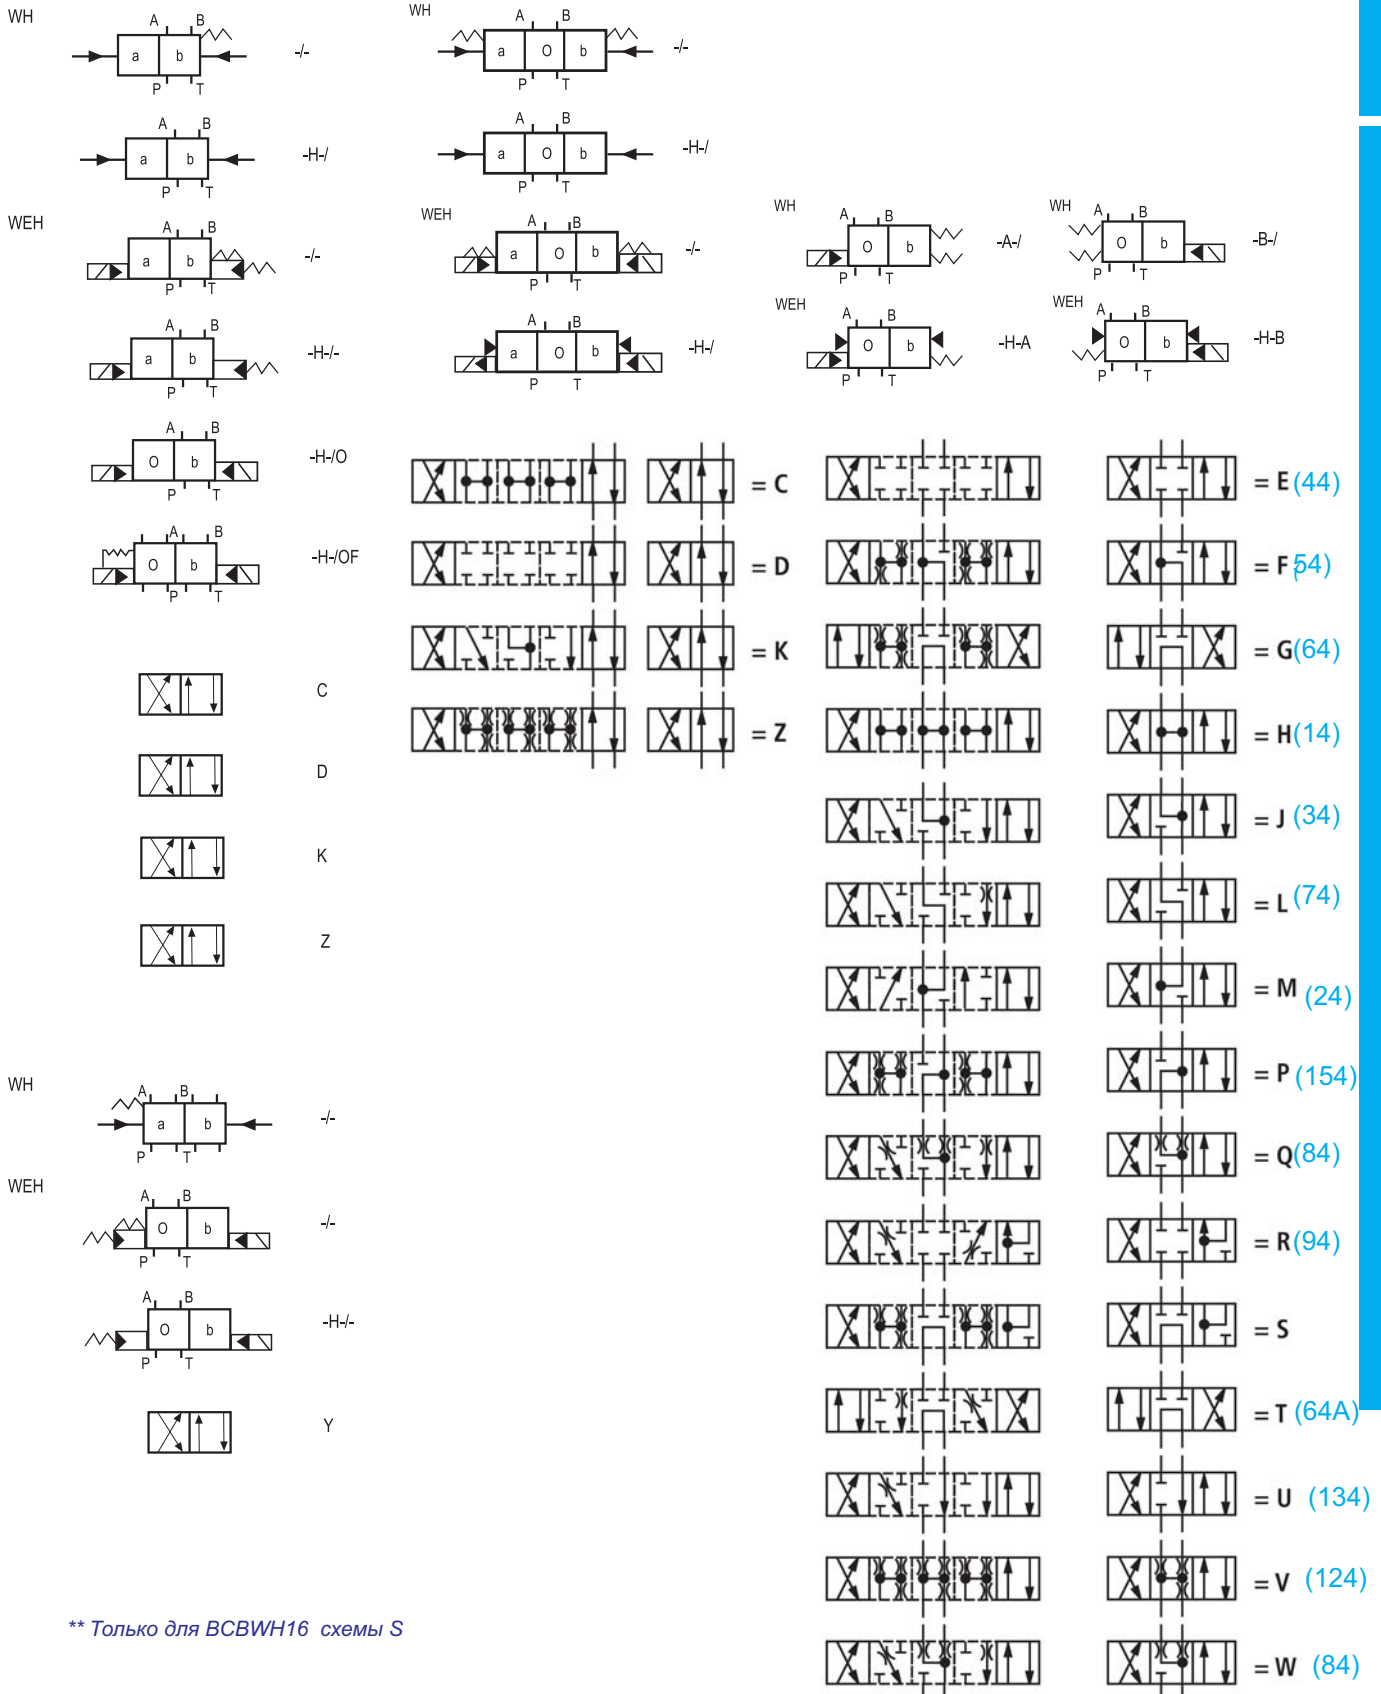 WH
A B
a b
P T
-/-
A B
a b
P T
-H-/
WEH
A B
a b
P T
-/-
A B
a b
P T
-H-/-
A B
O b
P T
-H-/O
A B
O b
P T
-H-/OF
C
D
K
Z
WH
A B
a b
P T
-/-
WEH
A B
O b
P T
-/-
A B
O b
P T
-H-/-
Y
WH
A B
a O b
P T
-/-
A B
a O b
P T
-H-/
WEH
A B
a O b
P T
-/-
A B
a O b
P T
-H-/
WH
A B
O b
P T
-A-/
WH
A B
O b
P T
-B-/
WEH
A B
O b
P T
-H-A
WEH
A B
O b
P T
-H-B
= C
= D
= K
= Z
= E (44)
= F (54)
= G (64)
= H (14)
= J (34)
= L (74)
= M (24)
= P (154)
= Q (84)
= R (94)
= S
= T (64A)
= U (134)
= V (124)
= W (84)
** Только для BCBWH16 схемы S